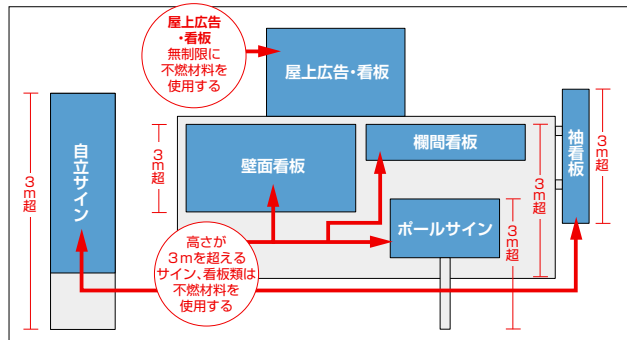 屋上広告
・看板
無制限に
不燃材料を
使用する
屋上広告・看板
自立サイン
3m超
3m超
壁面看板
欄間看板
3m超
袖看板
3m超
ポールサイン
3m超
高さが
3mを超える
サイン、看板類は
不燃材料を
使用する